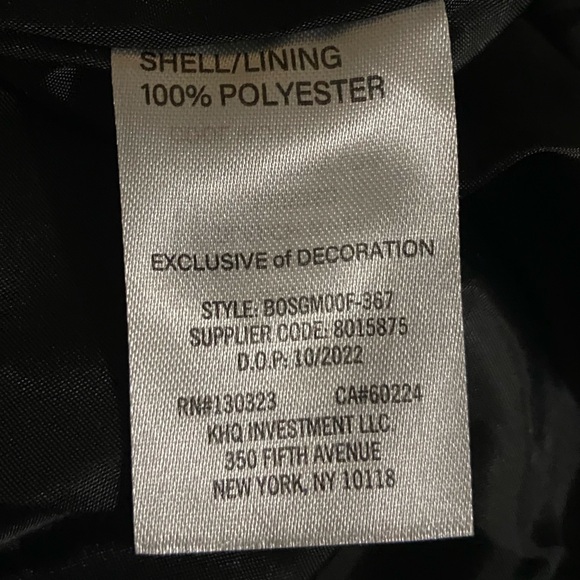 SHELL/LINING
100% POLYESTER
EXCLUSIVE of DECORATION
STYLE: BOSGM00F-367
SUPPLIER CODE: 8015875
D.O.P: 10/2022
RN#130323 CA#60224
KHQ INVESTMENT LLC
350 FIFTH AVENUE
NEW YORK, NY 10118